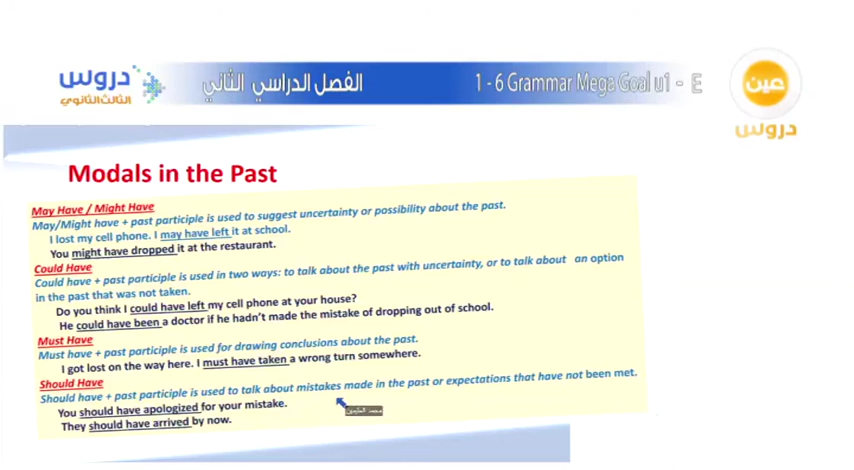 دروس
الثالث الثانوي
الفصل الدراسي الثاني
1 - 6 Grammar Mega Goal u1 - E
عين
دروس
Modals in the Past
May Have / Might Have
May/Might have + past participle is used to suggest uncertainty or possibility about the past.
I lost my cell phone. I may have left it at school.
You might have dropped it at the restaurant.
Could Have
Could have + past participle is used in two ways: to talk about the past with uncertainty, or to talk about an option
in the past that was not taken.
Do you think I could have left my cell phone at your house?
He could have been a doctor if he hadn't made the mistake of dropping out of school.
Must Have
Must have + past participle is used for drawing conclusions about the past.
I got lost on the way here. I must have taken a wrong turn somewhere.
Should Have
Should have + past participle is used to talk about mistakes made in the past or expectations that have not been met.
You should have apologized for your mistake.
They should have arrived by now.
محمد